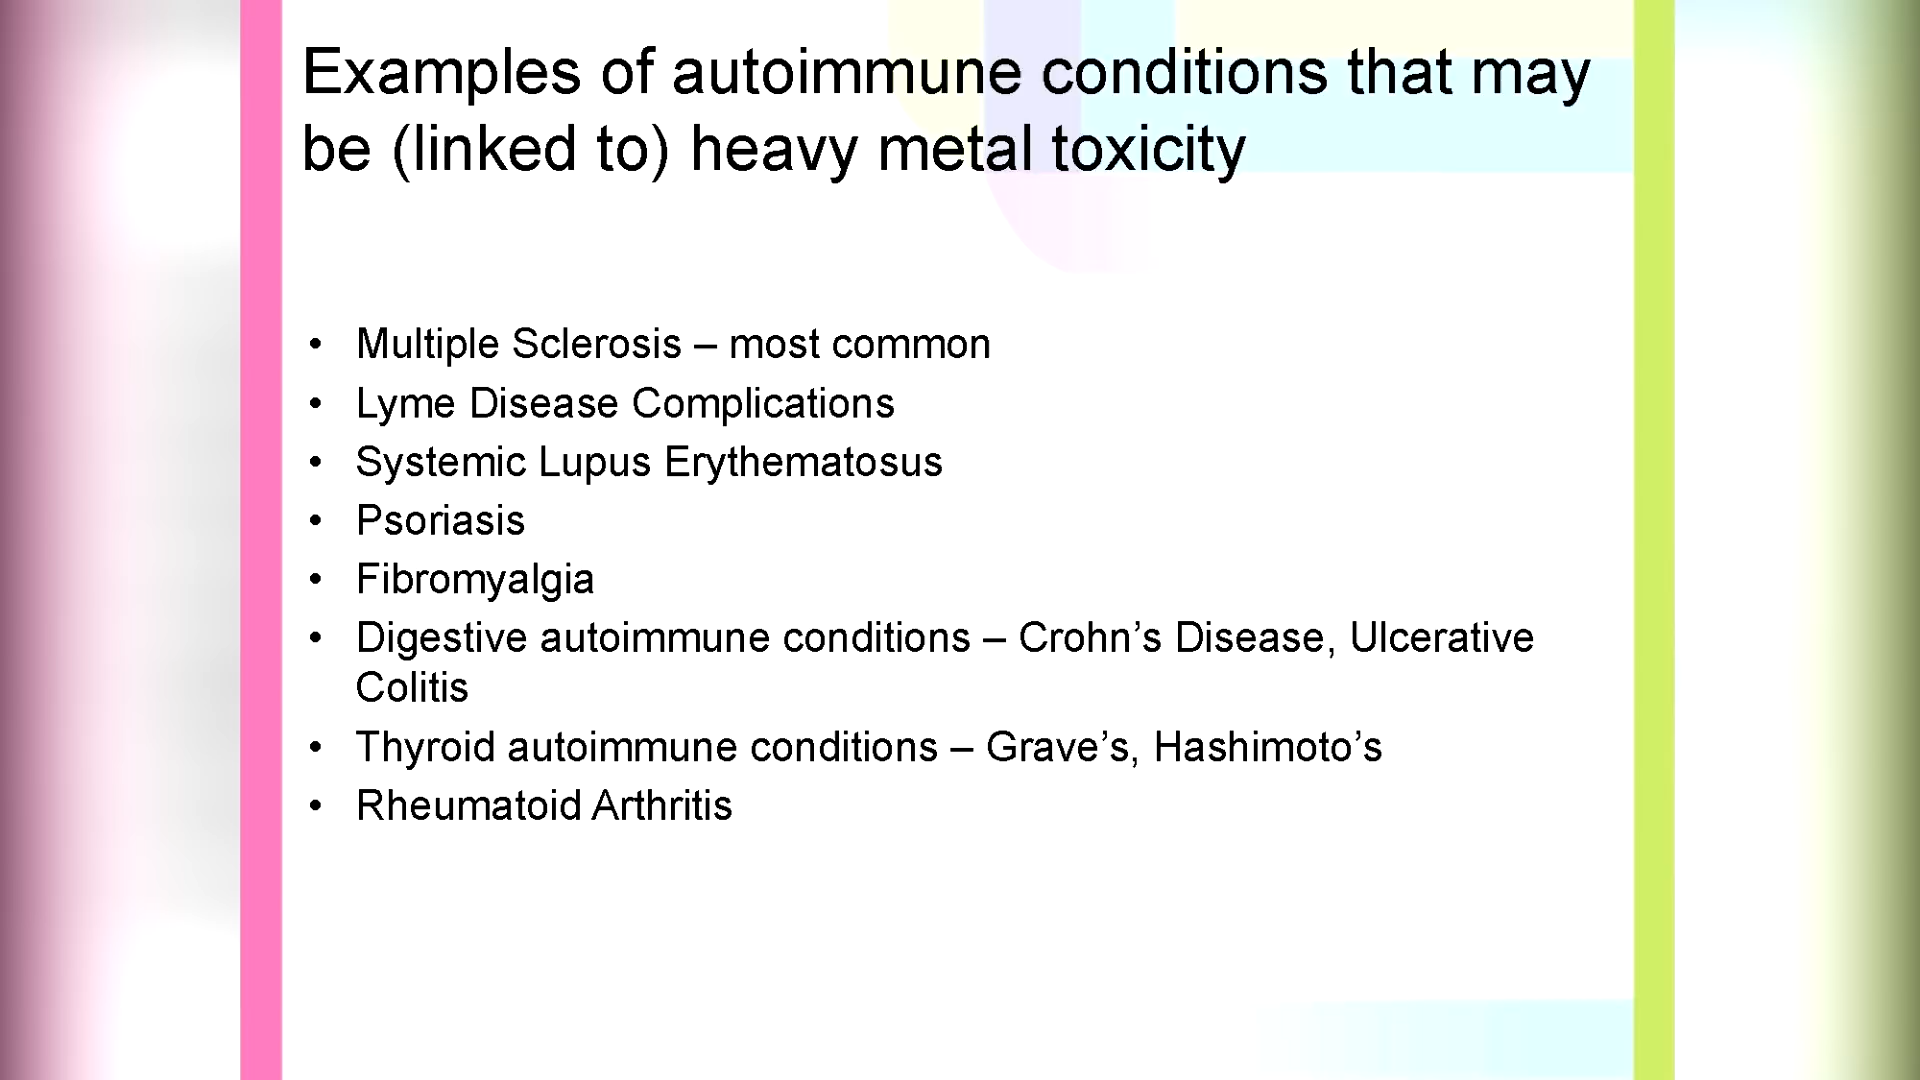 Examples of autoimmune conditions that may
be (linked to) heavy metal toxicity
• Multiple Sclerosis – most common
• Lyme Disease Complications
• Systemic Lupus Erythematosus
• Psoriasis
• Fibromyalgia
• Digestive autoimmune conditions – Crohn’s Disease, Ulcerative
Colitis
• Thyroid autoimmune conditions – Grave’s, Hashimoto’s
• Rheumatoid Arthritis